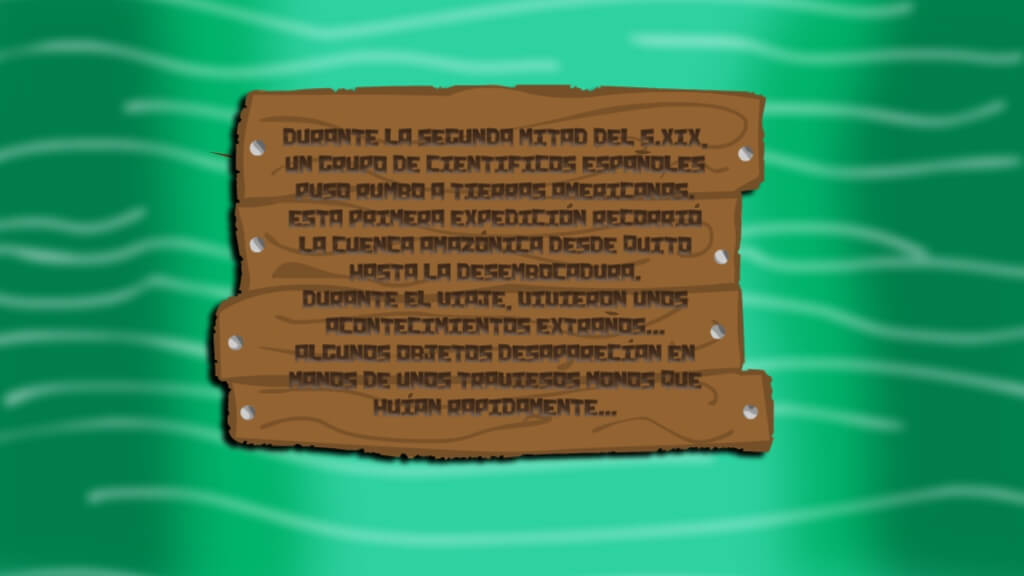 DURANTE LA SEGUNDA MITAD DEL S.XIX,
UN GRUPO DE CIENTIFICOS ESPAÑOLES
PUSO RUMBO A TIERRAS AMERICANAS.
ESTA PRIMERA EXPEDICIÓN RECORRIÓ
LA CUENCA AMAZÓNICA DESDE QUITO
HASTA LA DESEMBOCADURA.
DURANTE EL VIAJE, VIVIERON UNOS
ACONTECIMIENTOS EXTRAÑOS...
ALGUNOS OBJETOS DESAPARECÍAN EN
MANOS DE UNOS TRAVIESOS MONOS QUE
HUÍAN RAPIDAMENTE...